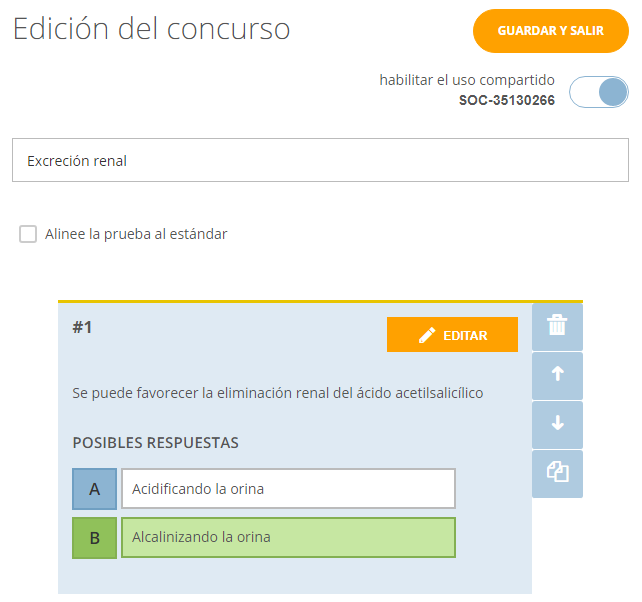 Edición del concurso
GUARDAR Y SALIR
habilitar el uso compartido
SOC-35130266
Excreción renal
Alinee la prueba al estándar
#1
EDITAR
Se puede favorecer la eliminación renal del ácido acetilsalicílico
POSIBLES RESPUESTAS
A
Acidificando la orina
B
Alcalinizando la orina